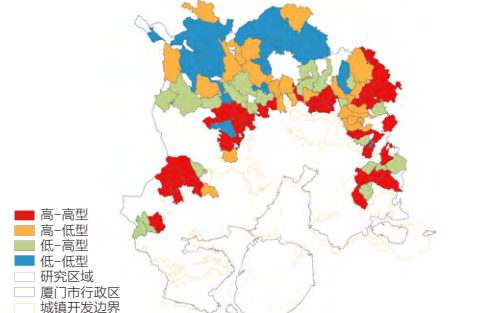 高-高型
高-低型
低-高型
低-低型
研究区域
厦门市行政区
城镇开发边界